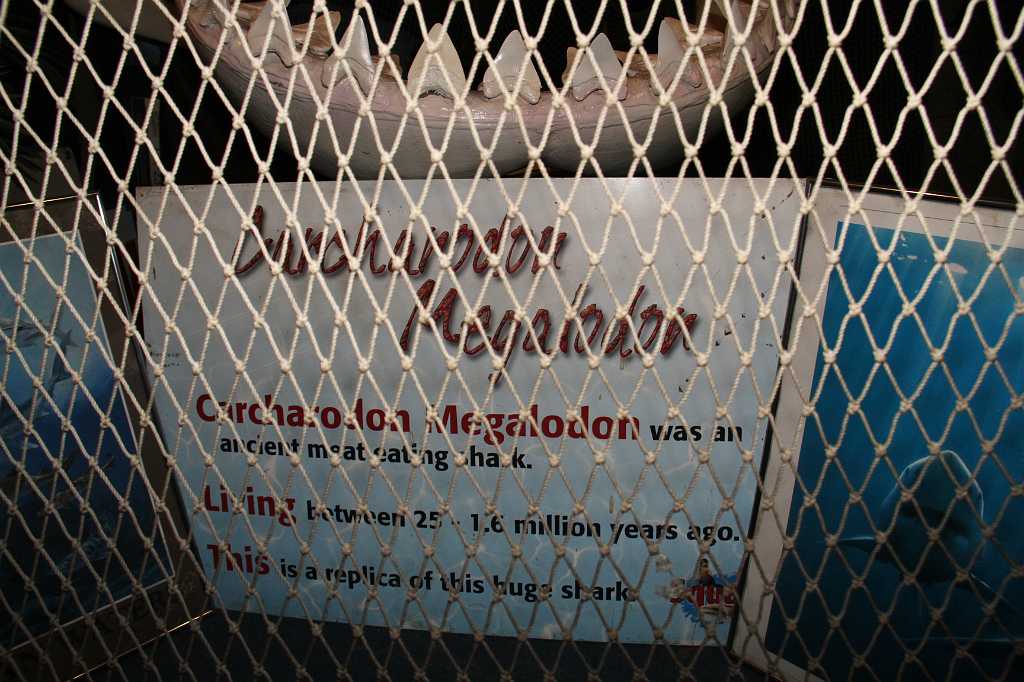 Carcharodon
Megalodon
Carcharodon Megalodon was an
ancient meat eating shark.
Living between 25 - 1.6 million years ago.
This is a replica of this huge shark.